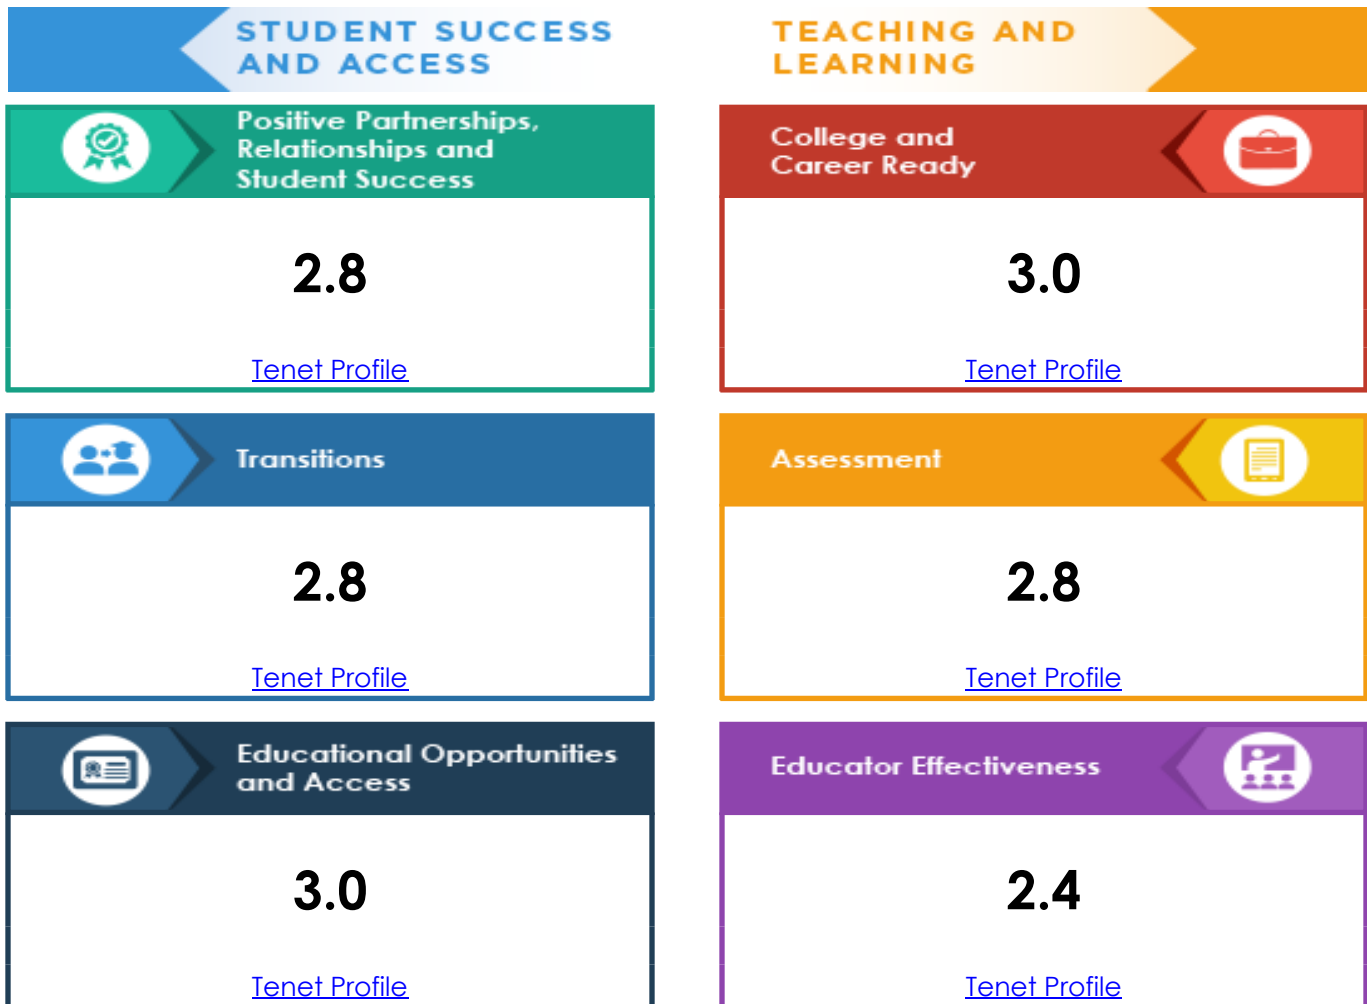 STUDENT SUCCESS
AND ACCESS
TEACHING AND
LEARNING
Positive Partnerships,
Relationships and
Student Success
2.8
Tenet Profile
College and
Career Ready
3.0
Tenet Profile
Transitions
2.8
Tenet Profile
Assessment
2.8
Tenet Profile
Educational Opportunities
and Access
3.0
Tenet Profile
Educator Effectiveness
2.4
Tenet Profile